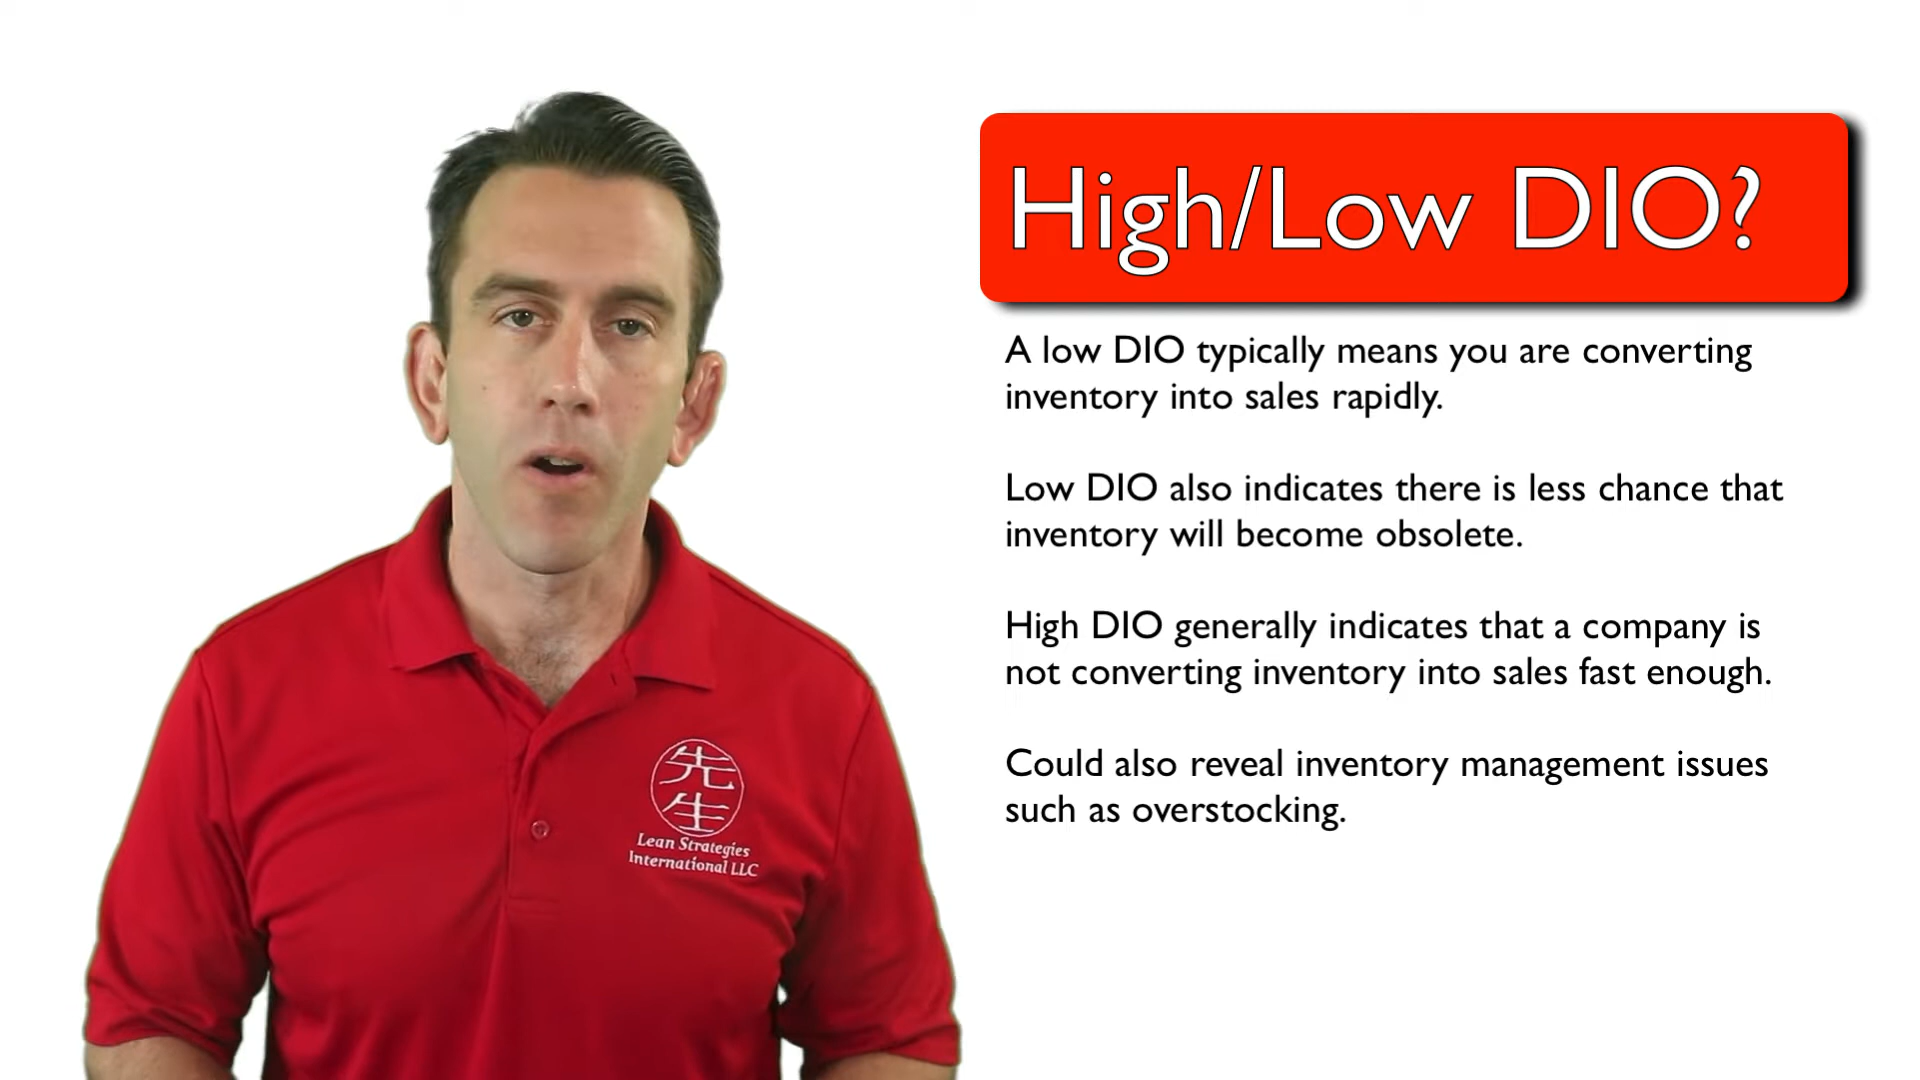 High/Low DIO?
A low DIO typically means you are converting
inventory into sales rapidly.
Low DIO also indicates there is less chance that
inventory will become obsolete.
High DIO generally indicates that a company is
not converting inventory into sales fast enough.
Could also reveal inventory management issues
such as overstocking.
先
生
Lean Strategies
International LLC